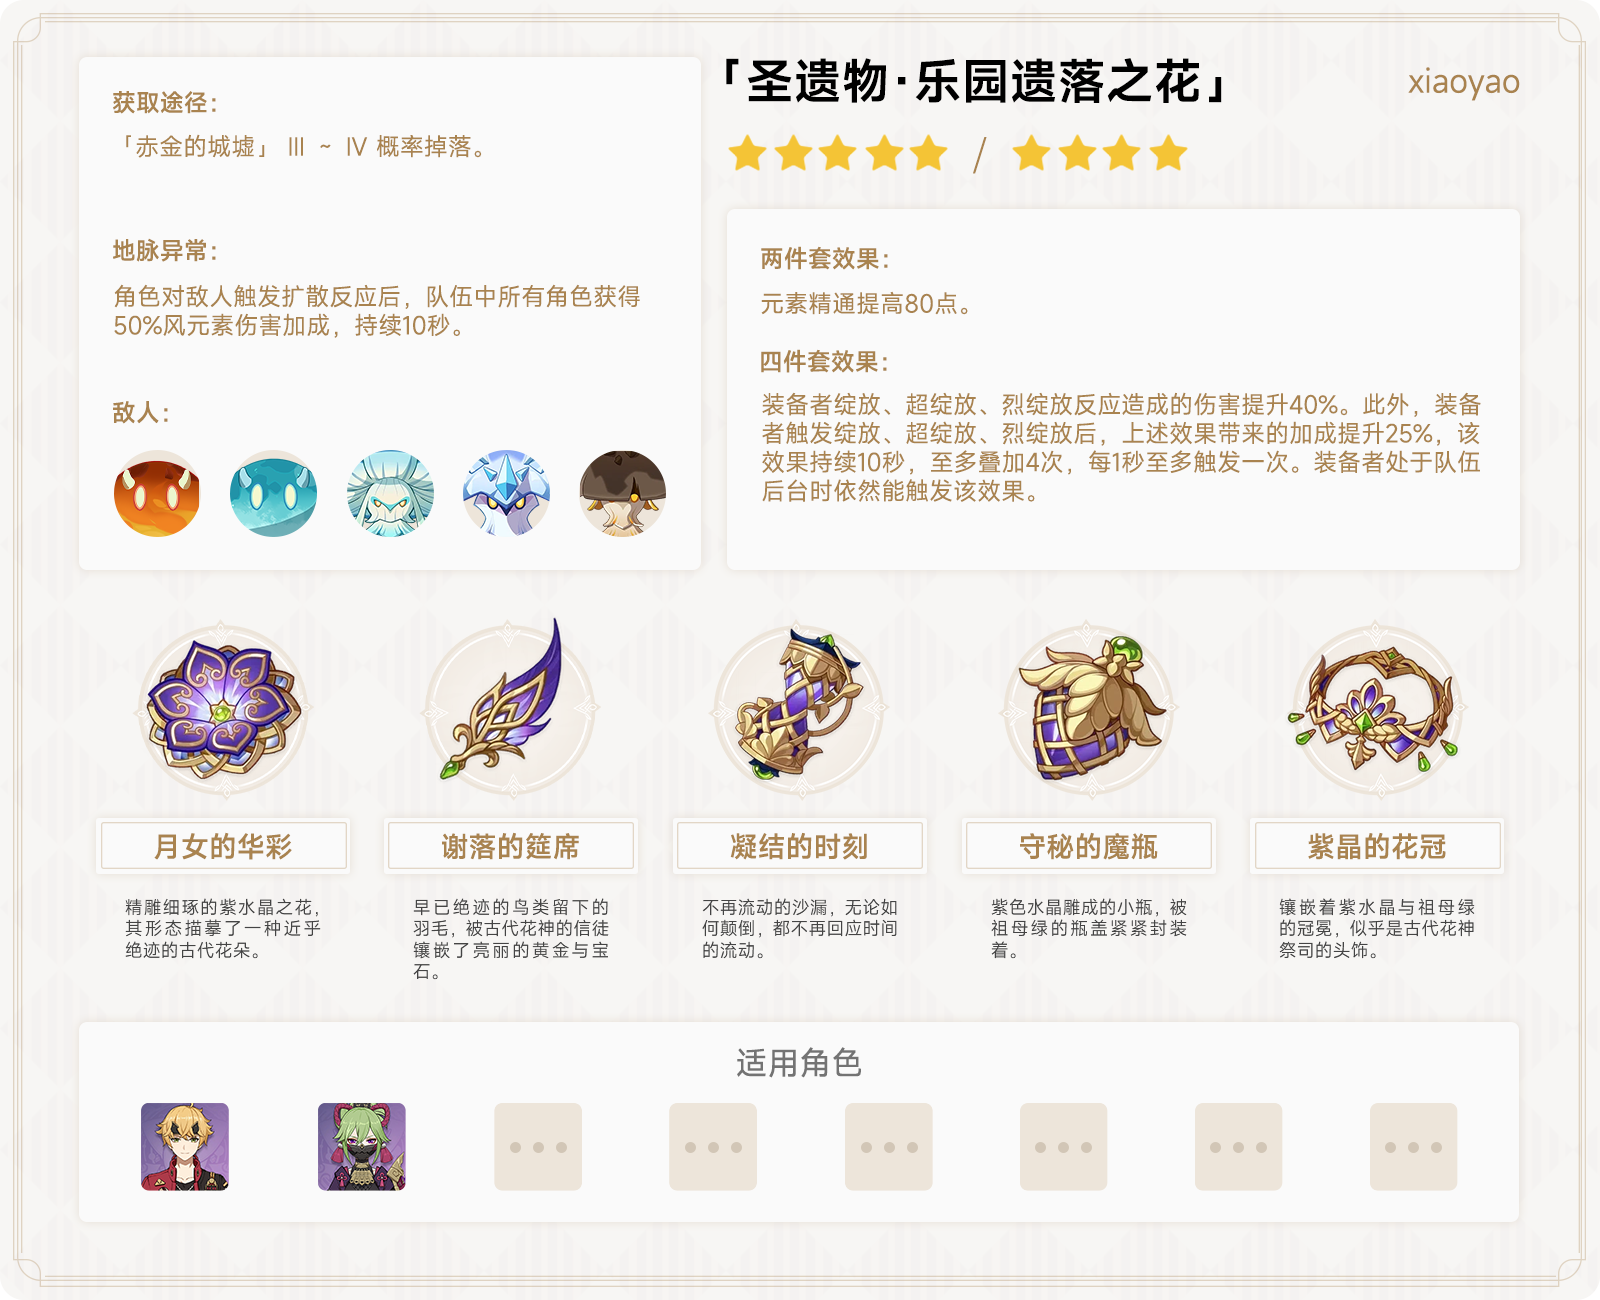 「圣遗物·乐园遗落之花」
xiaoyao
获取途径：
「赤金的城墟」 III ~ IV 概率掉落。
地脉异常：
角色对敌人触发扩散反应后，队伍中所有角色获得
50%风元素伤害加成，持续10秒。
敌人：
两件套效果：
元素精通提高80点。
四件套效果：
装备者绽放、超绽放、烈绽放反应造成的伤害提升40%。此外，装备
者触发绽放、超绽放、烈绽放后，上述效果带来的加成提升25%，该
效果持续10秒，至多叠加4次，每1秒至多触发一次。装备者处于队伍
后台时依然能触发该效果。
月女的华彩
精雕细琢的紫水晶之花，
其形态描摹了一种近乎
绝迹的古代花朵。
谢落的筵席
早已绝迹的鸟类留下的
羽毛，被古代花神的信徒
镶嵌了亮丽的黄金与宝
石。
凝结的时刻
不再流动的沙漏，无论如
何颠倒，都不再回应时间
的流动。
守秘的魔瓶
紫色水晶雕成的小瓶，被
祖母绿的瓶盖紧紧封装
着。
紫晶的花冠
镶嵌着紫水晶与祖母绿
的冠冕，似乎是古代花神
祭司的头饰。
适用角色